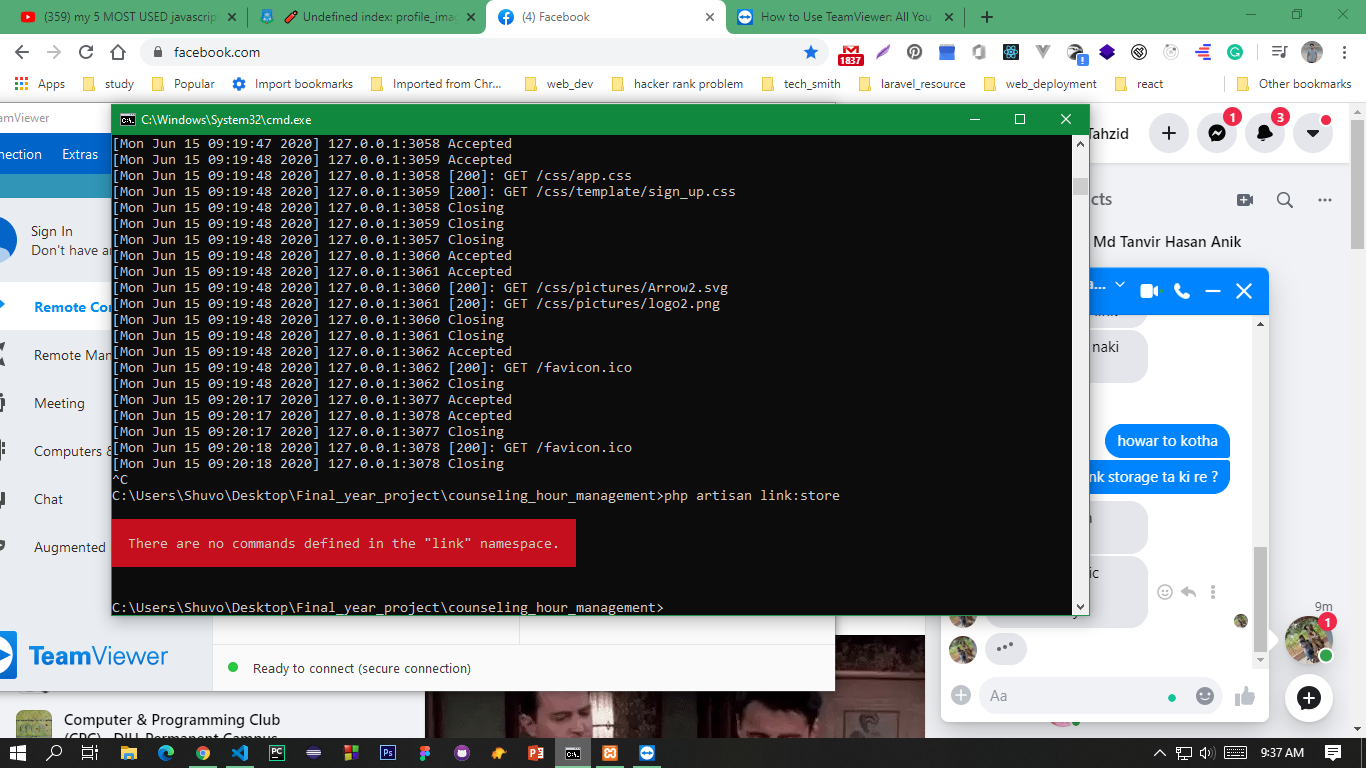 (359) my 5 MOST USED javascrip
Undefined index: profile_ima
(4) Facebook
How to Use TeamViewer: All You
facebook.com
1837
Apps
study
Popular
Import bookmarks
Imported from Chr...
web_dev
hacker rank problem
tech_smith
laravel_resource
web_deployment
react
Other bookmarks
amViewer
C:\Windows\System32\cmd.exe
nection
Extras
Sign In
Don't have a
Remote Co
Remote Man
Meeting
Computers &
Chat
Augmented
[Mon Jun 15 09:19:47 2020] 127.0.0.1:3058 Accepted
[Mon Jun 15 09:19:48 2020] 127.0.0.1:3059 Accepted
[Mon Jun 15 09:19:48 2020] 127.0.0.1:3058 [200]: GET /css/app.css
[Mon Jun 15 09:19:48 2020] 127.0.0.1:3059 [200]: GET /css/template/sign_up.css
[Mon Jun 15 09:19:48 2020] 127.0.0.1:3058 Closing
[Mon Jun 15 09:19:48 2020] 127.0.0.1:3059 Closing
[Mon Jun 15 09:19:48 2020] 127.0.0.1:3057 Closing
[Mon Jun 15 09:19:48 2020] 127.0.0.1:3060 Accepted
[Mon Jun 15 09:19:48 2020] 127.0.0.1:3061 Accepted
[Mon Jun 15 09:19:48 2020] 127.0.0.1:3060 [200]: GET /css/pictures/Arrow2.svg
[Mon Jun 15 09:19:48 2020] 127.0.0.1:3061 [200]: GET /css/pictures/logo2.png
[Mon Jun 15 09:19:48 2020] 127.0.0.1:3060 Closing
[Mon Jun 15 09:19:48 2020] 127.0.0.1:3061 Closing
[Mon Jun 15 09:19:48 2020] 127.0.0.1:3062 Accepted
[Mon Jun 15 09:19:48 2020] 127.0.0.1:3062 [200]: GET /favicon.ico
[Mon Jun 15 09:19:48 2020] 127.0.0.1:3062 Closing
[Mon Jun 15 09:20:17 2020] 127.0.0.1:3077 Accepted
[Mon Jun 15 09:20:17 2020] 127.0.0.1:3078 Accepted
[Mon Jun 15 09:20:17 2020] 127.0.0.1:3077 Closing
[Mon Jun 15 09:20:18 2020] 127.0.0.1:3078 [200]: GET /favicon.ico
[Mon Jun 15 09:20:18 2020] 127.0.0.1:3078 Closing
^C
C:\Users\Shuvo\Desktop\Final_year_project\counseling_hour_management>php artisan link:store
There are no commands defined in the "link" namespace.
C:\Users\Shuvo\Desktop\Final_year_project\counseling_hour_management>
TeamViewer
Ready to connect (secure connection)
Computer & Programming Club
Tahzid
1
3
cts
Md Tanvir Hasan Anik
a...
naki
howar to kotha
nk storage ta ki re ?
ic
9m
1
Aa
9:37 AM